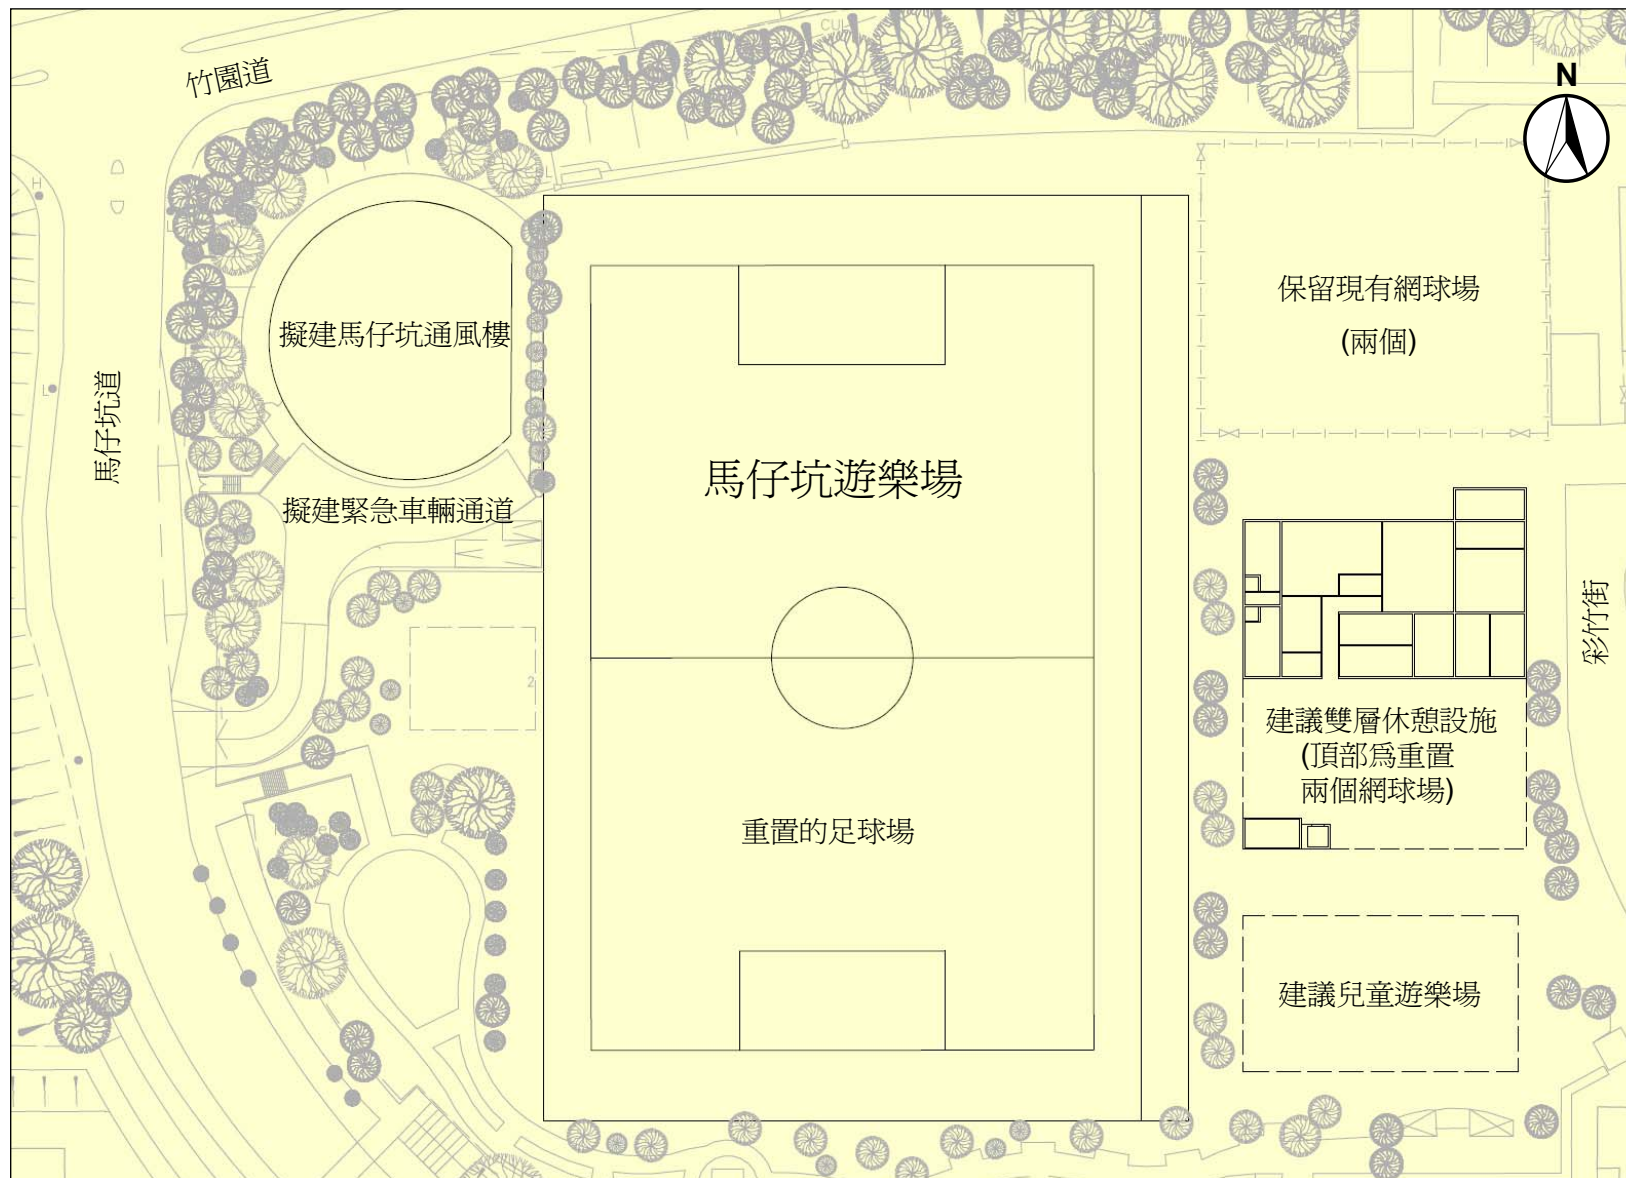 CUL
竹園道
N
H
L
L
保留現有網球場
(兩個)
擬建馬仔坑通風樓
L
馬仔坑道
馬仔坑遊樂場
擬建緊急車輛通道
彩竹街
2
建議雙層休憩設施
(頂部爲重置
兩個網球場)
重置的足球場
建議兒童遊樂場